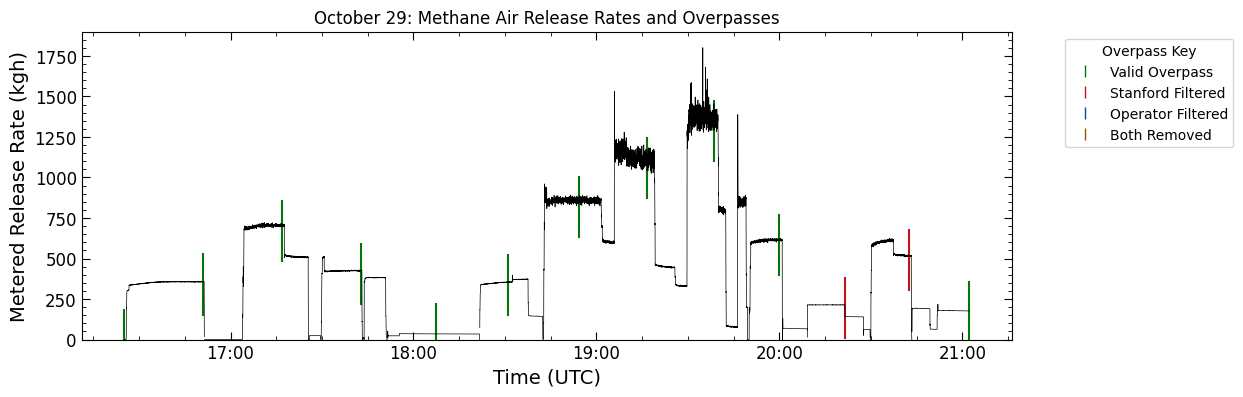 October 29: Methane Air Release Rates and Overpasses
Metered Release Rate (kgh)
1750
1500
1250
1000
750
500
250
0
17:00
18:00
19:00
20:00
21:00
Time (UTC)
Overpass Key
Valid Overpass
Stanford Filtered
Operator Filtered
Both Removed